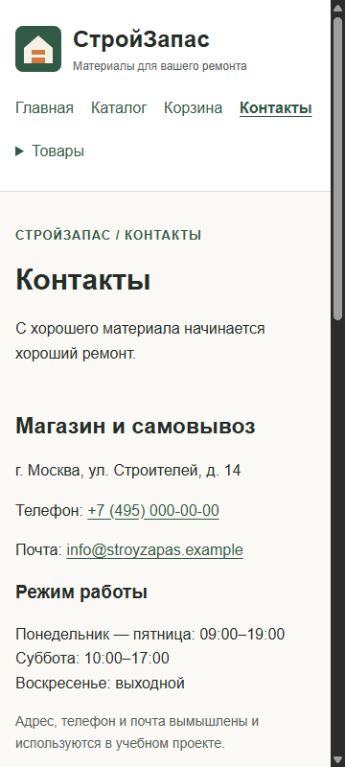 СтройЗапас
Материалы для вашего ремонта
Главная Каталог Корзина Контакты
Товары
СТРОЙЗАПАС / КОНТАКТЫ
Контакты
С хорошего материала начинается
хороший ремонт.
Магазин и самовывоз
г. Москва, ул. Строителей, д. 14
Телефон: +7 (495) 000-00-00
Почта: info@stroyzapas.example
Режим работы
Понедельник — пятница: 09:00–19:00
Суббота: 10:00–17:00
Воскресенье: выходной
Адрес, телефон и почта вымышлены и
используются в учебном проекте.